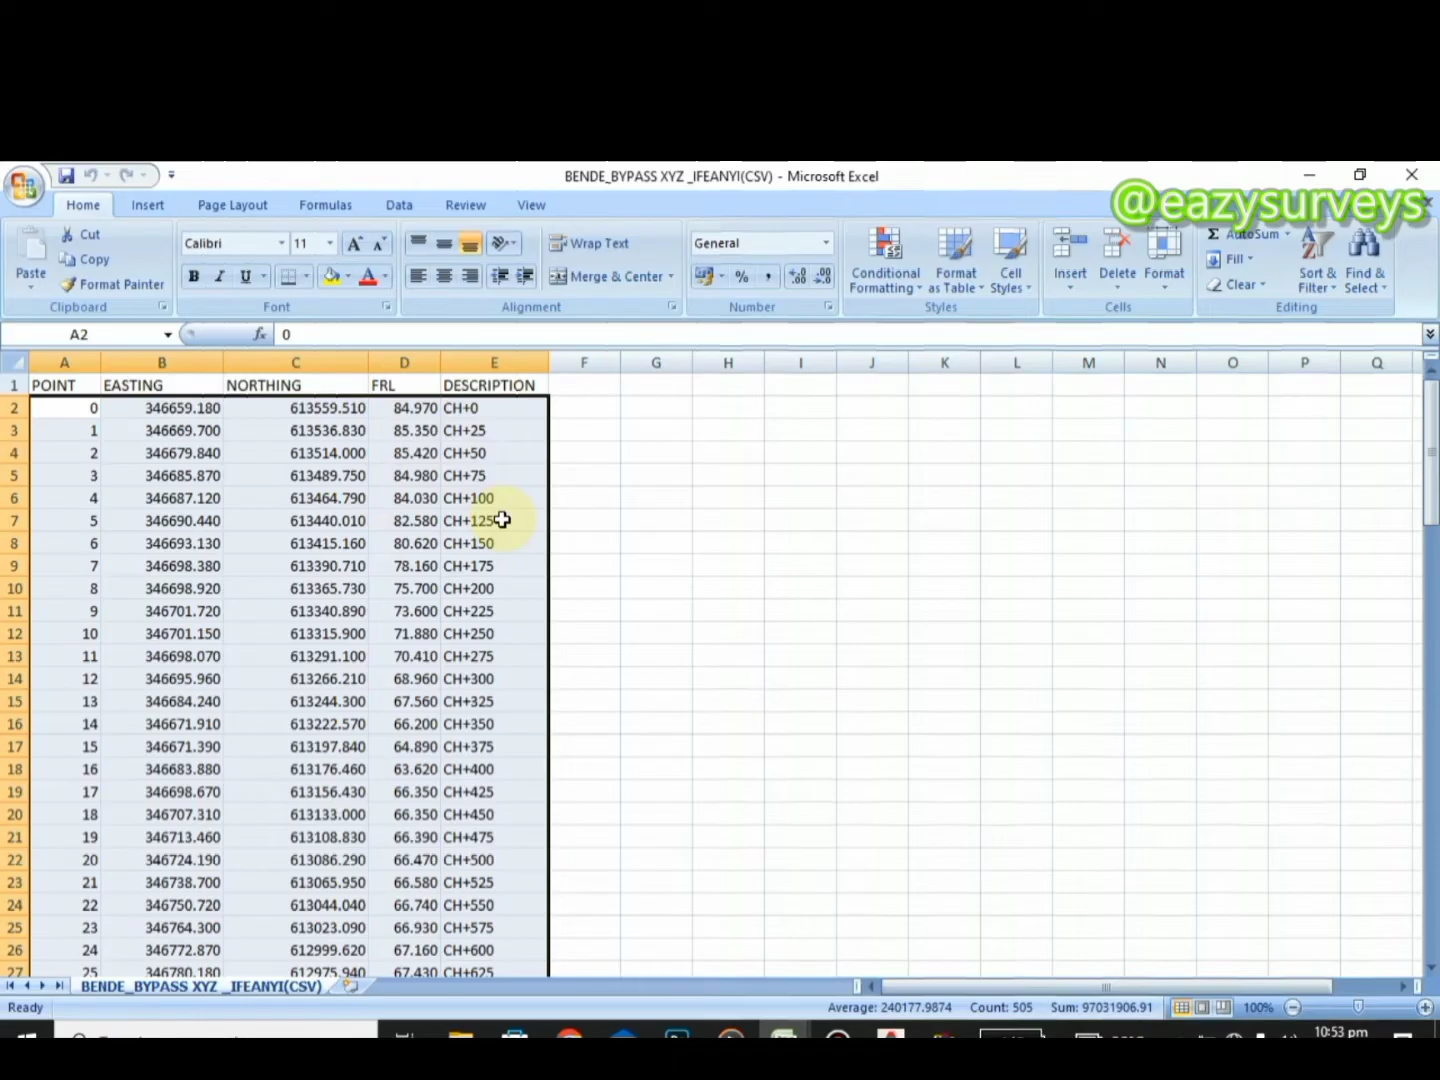 BENDE_BYPASS XYZ _IFEANYI(CSV) - Microsoft Excel
@eazysurveys
Home Insert Page Layout Formulas Data Review View
Paste
Cut
Copy
Format Painter
Clipboard
Calibri 11
Font
Wrap Text
Merge & Center
Alignment
General
Number
Conditional Formatting
Format as Table
Cell Styles
Styles
Insert Delete Format
Cells
AutoSum
Fill
Clear
Sort & Filter
Find & Select
Editing
A2 fx 0
A B C D E F G H I J K L M N O P Q
1 POINT EASTING NORTHING FRL DESCRIPTION
2 0 346659.180 613559.510 84.970 CH+0
3 1 346669.700 613536.830 85.350 CH+25
4 2 346679.840 613514.000 85.420 CH+50
5 3 346685.870 613489.750 84.980 CH+75
6 4 346687.120 613464.790 84.030 CH+100
7 5 346690.440 613440.010 82.580 CH+125
8 6 346693.130 613415.160 80.620 CH+150
9 7 346698.380 613390.710 78.160 CH+175
10 8 346698.920 613365.730 75.700 CH+200
11 9 346701.720 613340.890 73.600 CH+225
12 10 346701.150 613315.900 71.880 CH+250
13 11 346698.070 613291.100 70.410 CH+275
14 12 346695.960 613266.210 68.960 CH+300
15 13 346684.240 613244.300 67.560 CH+325
16 14 346671.910 613222.570 66.200 CH+350
17 15 346671.390 613197.840 64.890 CH+375
18 16 346683.880 613176.460 63.620 CH+400
19 17 346698.670 613156.430 66.350 CH+425
20 18 346707.310 613133.000 66.350 CH+450
21 19 346713.460 613108.830 66.390 CH+475
22 20 346724.190 613086.290 66.470 CH+500
23 21 346738.700 613065.950 66.580 CH+525
24 22 346750.720 613044.040 66.740 CH+550
25 23 346764.300 613023.090 66.930 CH+575
26 24 346772.870 612999.620 67.160 CH+600
27 25 346780.180 612975.940 67.430 CH+625
BENDE_BYPASS XYZ _IFEANYI(CSV)
Ready Average: 240177.9874 Count: 505 Sum: 97031906.91 100%
10:53 pm